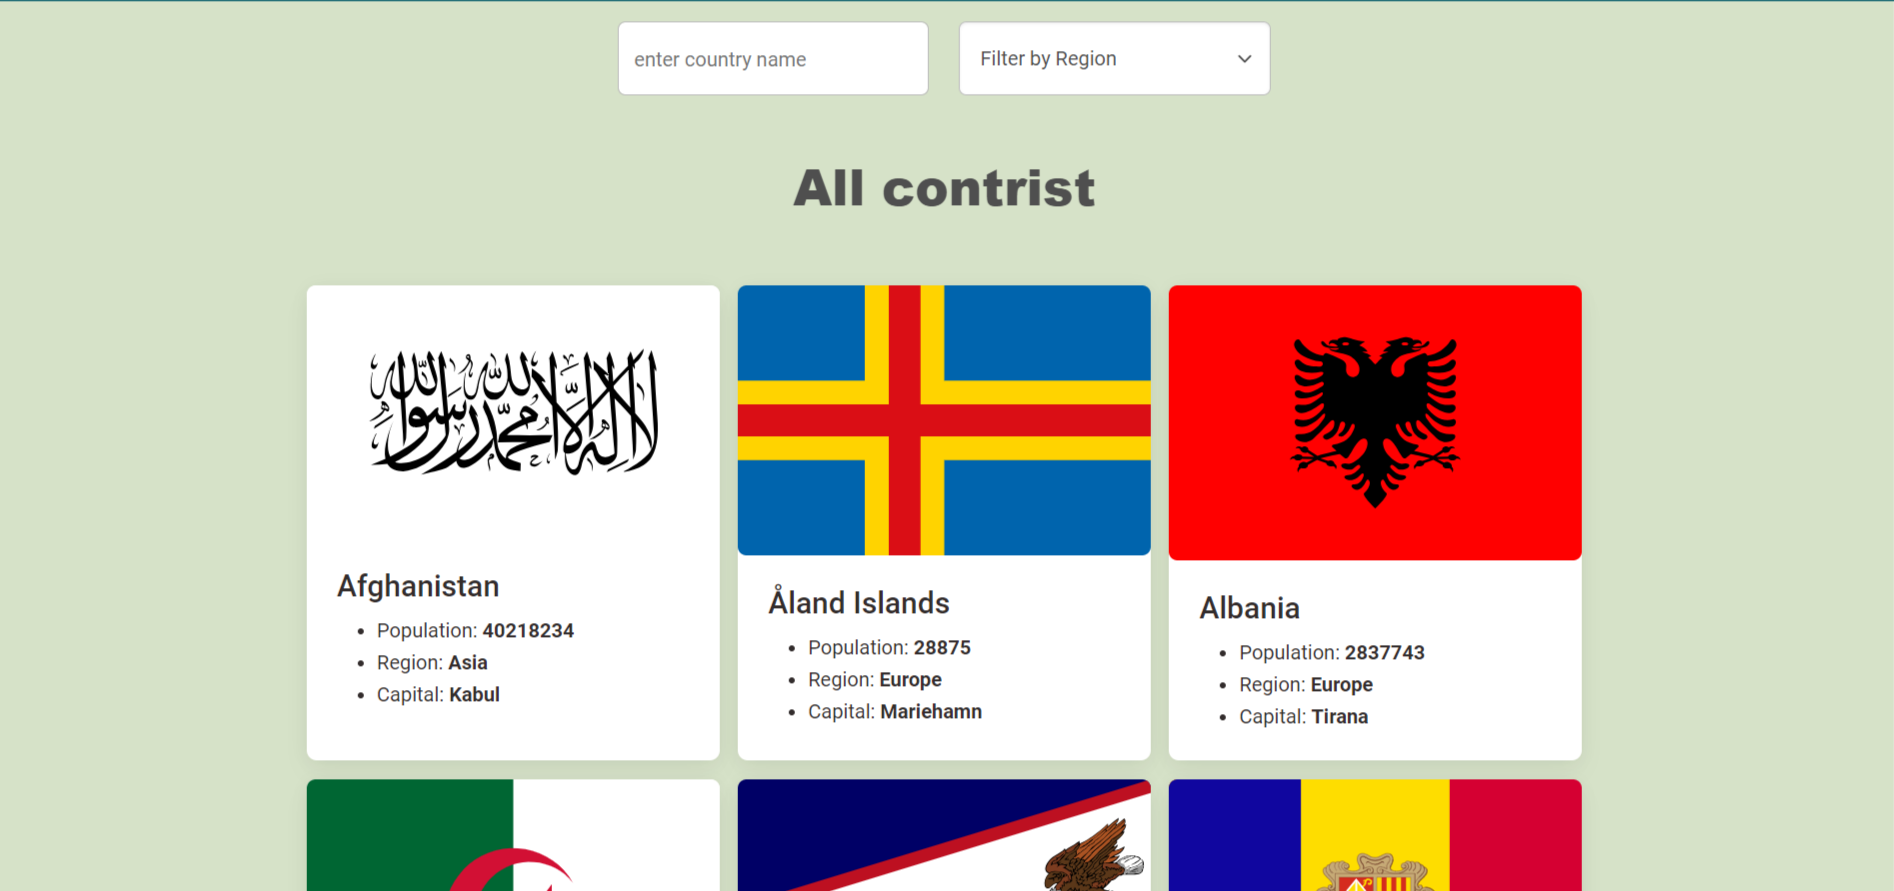 enter country name
Filter by Region
All contrist
لا إله إلا الله محمد رسول الله
Afghanistan
Population: 40218234
Region: Asia
Capital: Kabul
Åland Islands
Population: 28875
Region: Europe
Capital: Mariehamn
Albania
Population: 2837743
Region: Europe
Capital: Tirana